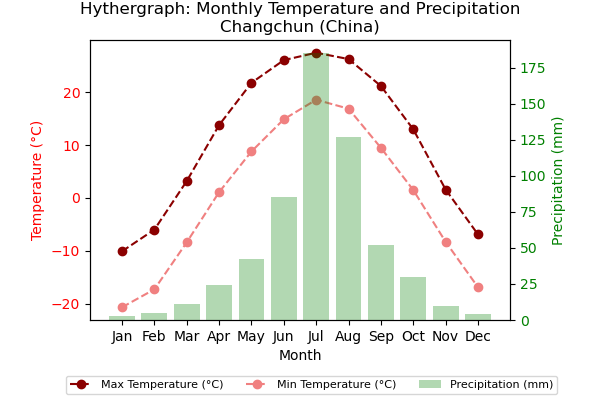 Hythergraph: Monthly Temperature and Precipitation
Changchun (China)
Temperature (°C)
20
10
0
−10
−20
175
150
125
100
75
50
25
0
Precipitation (mm)
Jan Feb Mar Apr May Jun Jul Aug Sep Oct Nov Dec
Month
Max Temperature (°C) Min Temperature (°C) Precipitation (mm)